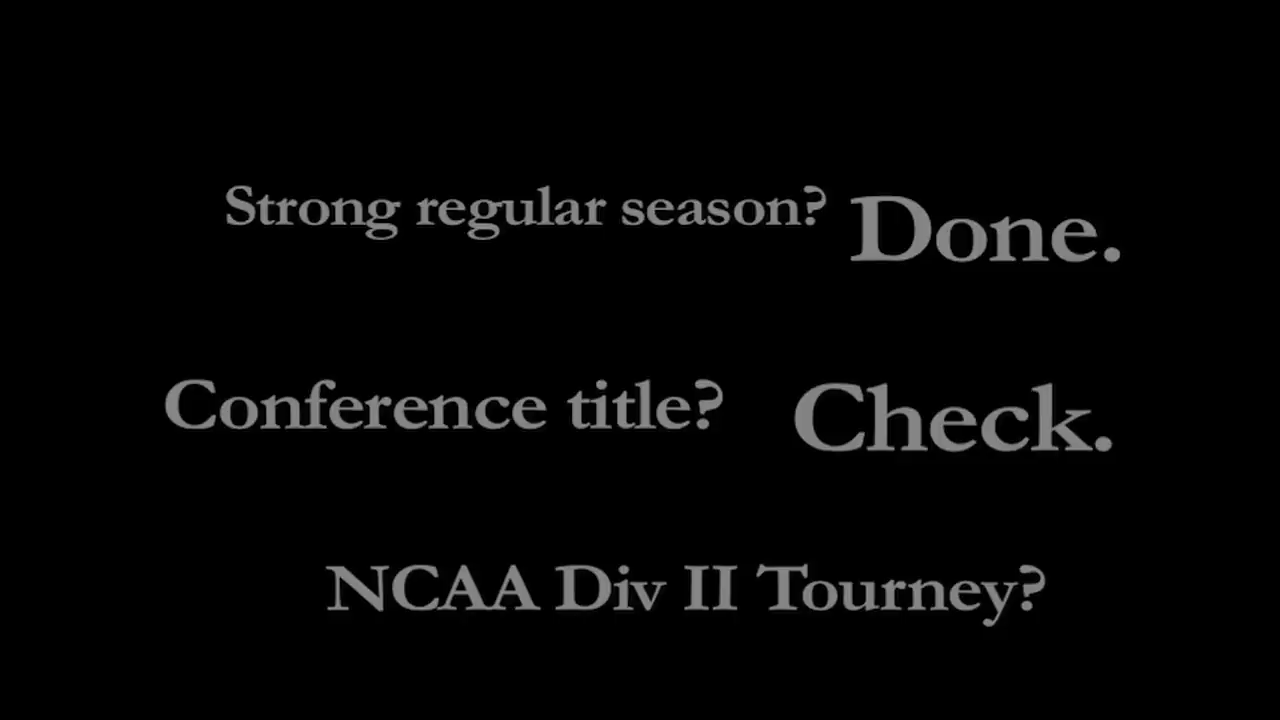 Strong regular season? Done.
Conference title? Check.
NCAA Div II Tourney?